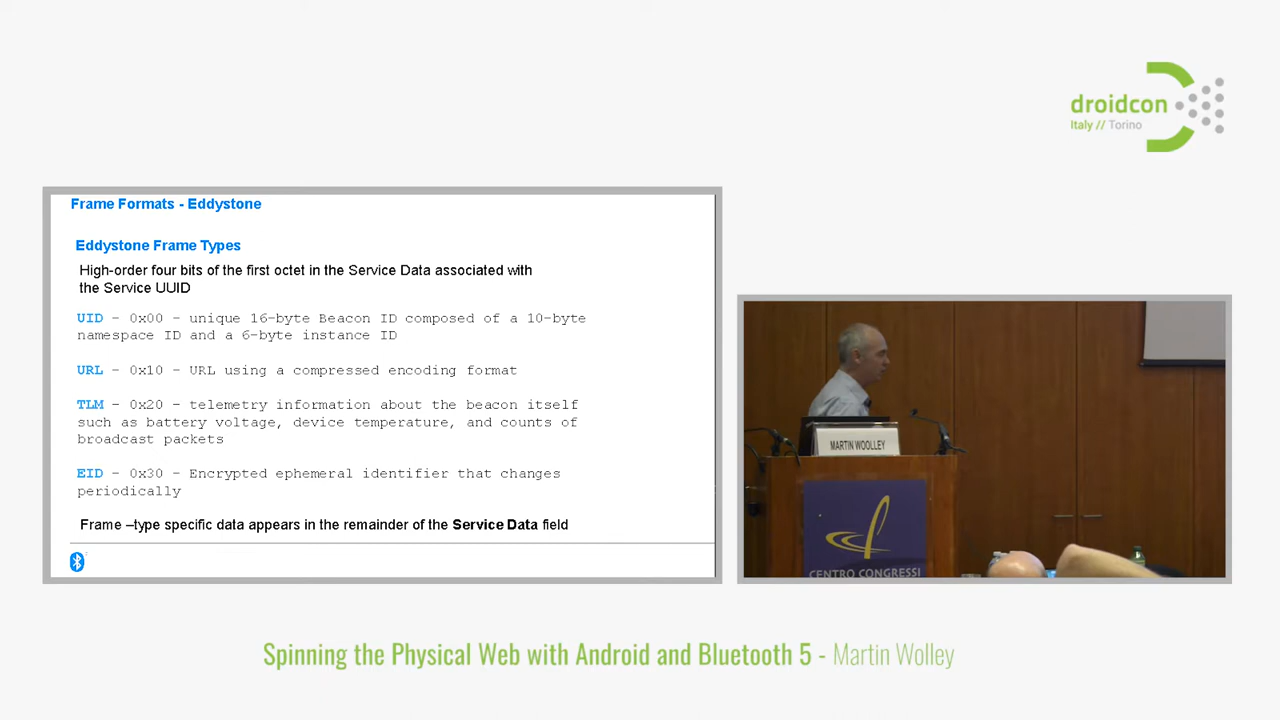 droidcon
Italy // Torino
Frame Formats - Eddystone
Eddystone Frame Types
High-order four bits of the first octet in the Service Data associated with
the Service UUID
UID - 0x00 - unique 16-byte Beacon ID composed of a 10-byte
namespace ID and a 6-byte instance ID
URL - 0x10 - URL using a compressed encoding format
TLM - 0x20 - telemetry information about the beacon itself
such as battery voltage, device temperature, and counts of
broadcast packets
EID - 0x30 - Encrypted ephemeral identifier that changes
periodically
Frame –type specific data appears in the remainder of the Service Data field
MARTIN WOOLLEY
CENTRO CONGRESSI
Spinning the Physical Web with Android and Bluetooth 5 - Martin Wolley